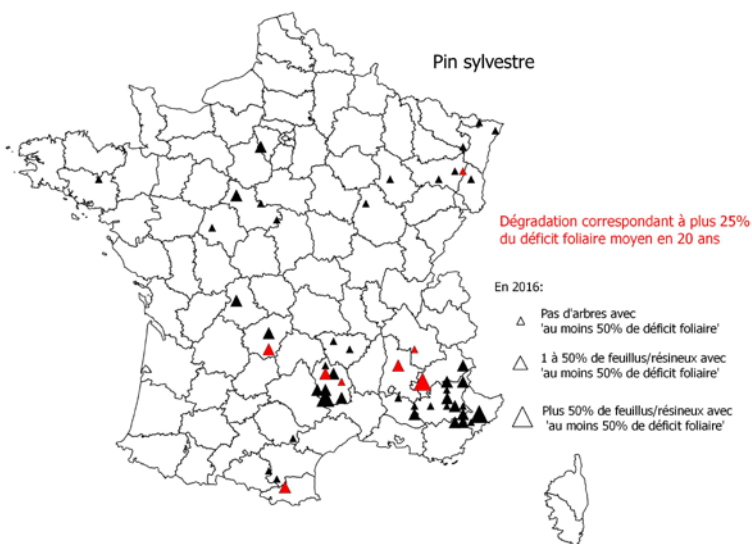 Pin sylvestre
Dégradation correspondant à plus 25%
du déficit foliaire moyen en 20 ans
En 2016:
Pas d'arbres avec
'au moins 50% de déficit foliaire'
1 à 50% de feuillus/résineux avec
'au moins 50% de déficit foliaire'
Plus 50% de feuillus/résineux avec
'au moins 50% de déficit foliaire'